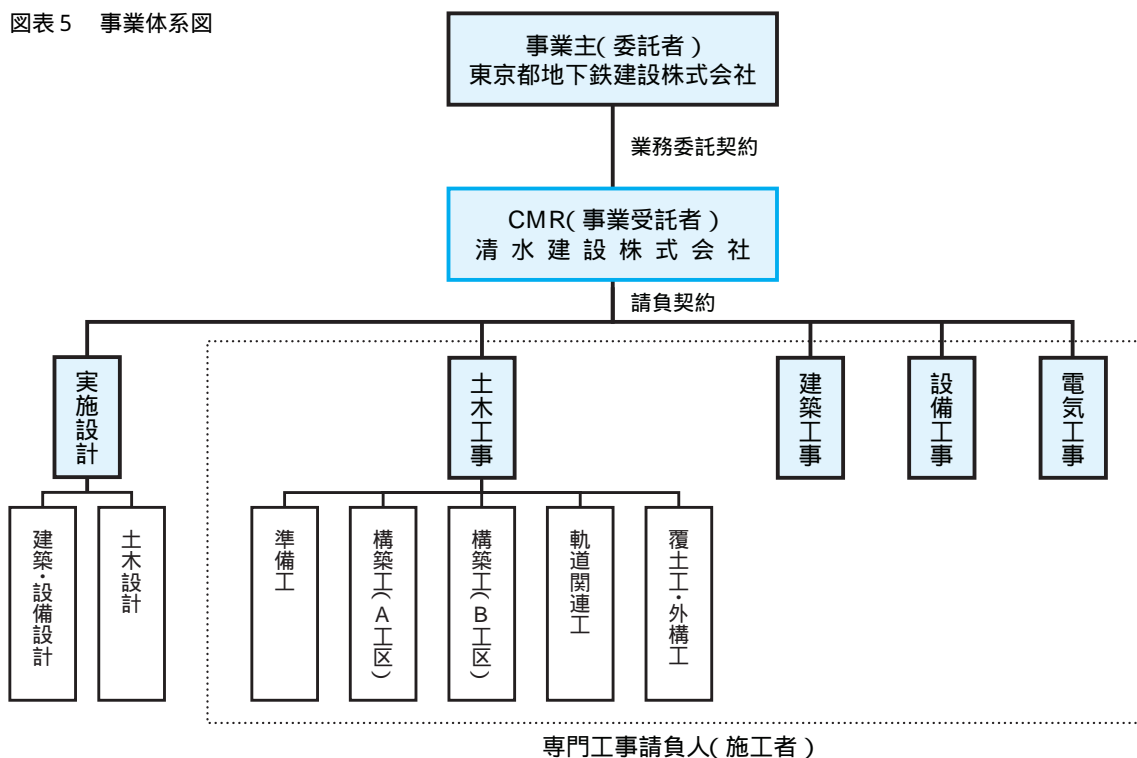 図表5 事業体系図
事業主(委託者)
東京都地下鉄建設株式会社
業務委託契約
CMR(事業受託者)
清水建設株式会社
請負契約
実施設計
土木工事
建築工事
設備工事
電気工事
建築・設備設計
土木設計
準備工
構築工(A工区)
構築工(B工区)
軌道関連工
覆土工・外構工
専門工事請負人(施工者)